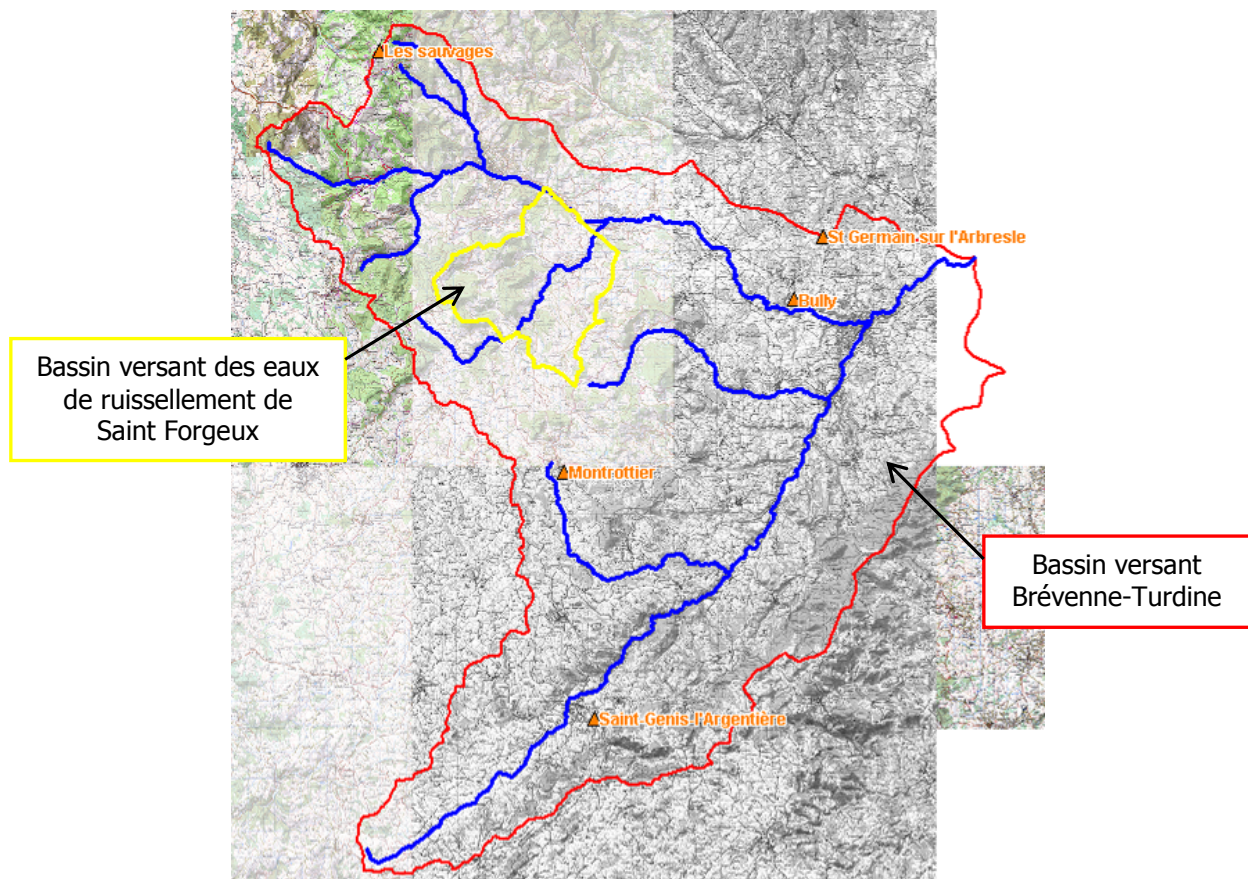 Les sauvages
St Germain sur l'Arbresle
Bully
Bassin versant des eaux
de ruissellement de
Saint Forgeux
Montrottier
Bassin versant
Brévenne-Turdine
Saint-Genis-l'Argentière